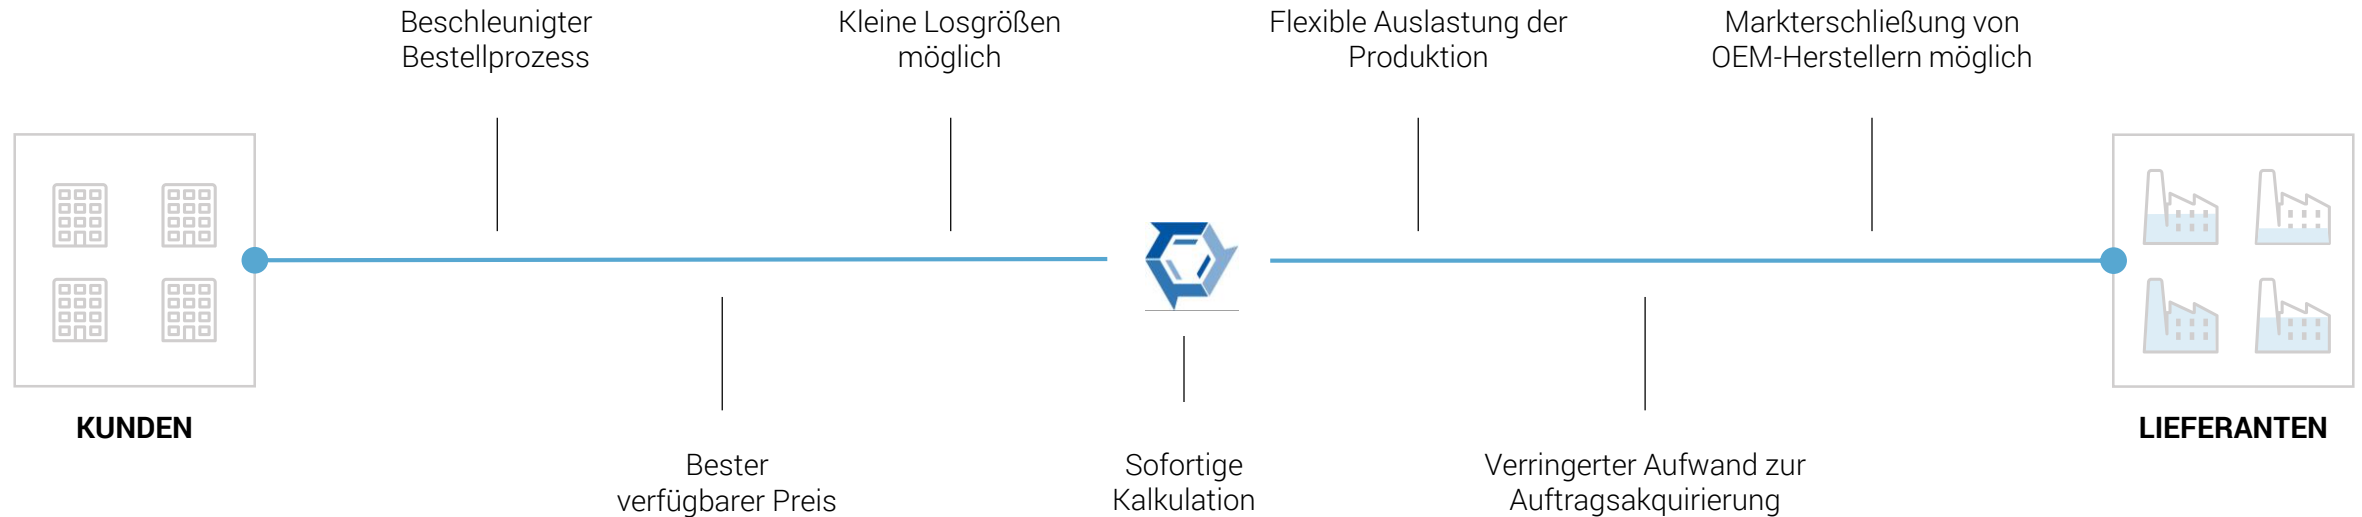 Beschleunigter
Bestellprozess
Kleine Losgrößen
möglich
Flexible Auslastung der
Produktion
Markterschließung von
OEM-Herstellern möglich
KUNDEN
LIEFERANTEN
Bester
verfügbarer Preis
Sofortige
Kalkulation
Verringerter Aufwand zur
Auftragsakquirierung